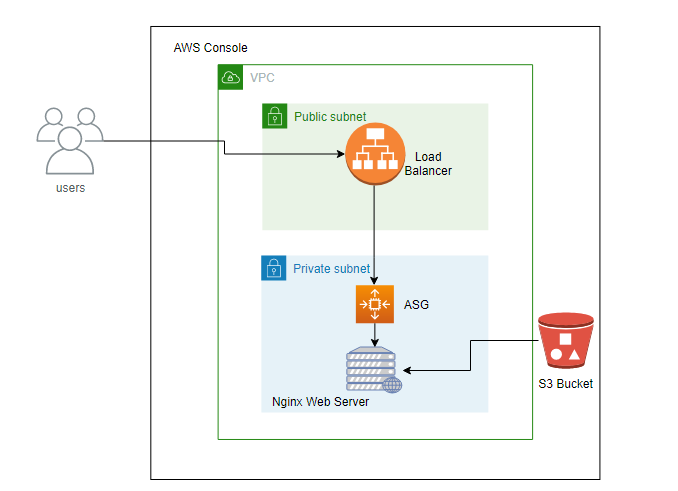 AWS Console
VPC
Public subnet
Load
Balancer
users
Private subnet
ASG
S3 Bucket
Nginx Web Server